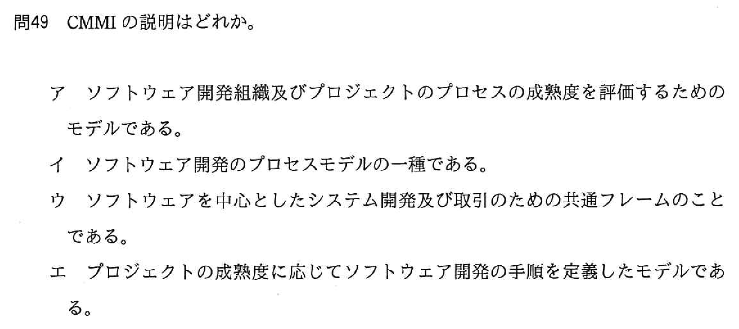 問49 CMMI の説明はどれか。
ア ソフトウェア開発組織及びプロジェクトのプロセスの成熟度を評価するための
モデルである。
イ ソフトウェア開発のプロセスモデルの一種である。
ウ ソフトウェアを中心としたシステム開発及び取引のための共通フレームのこと
である。
エ プロジェクトの成熟度に応じてソフトウェア開発の手順を定義したモデルであ
る。